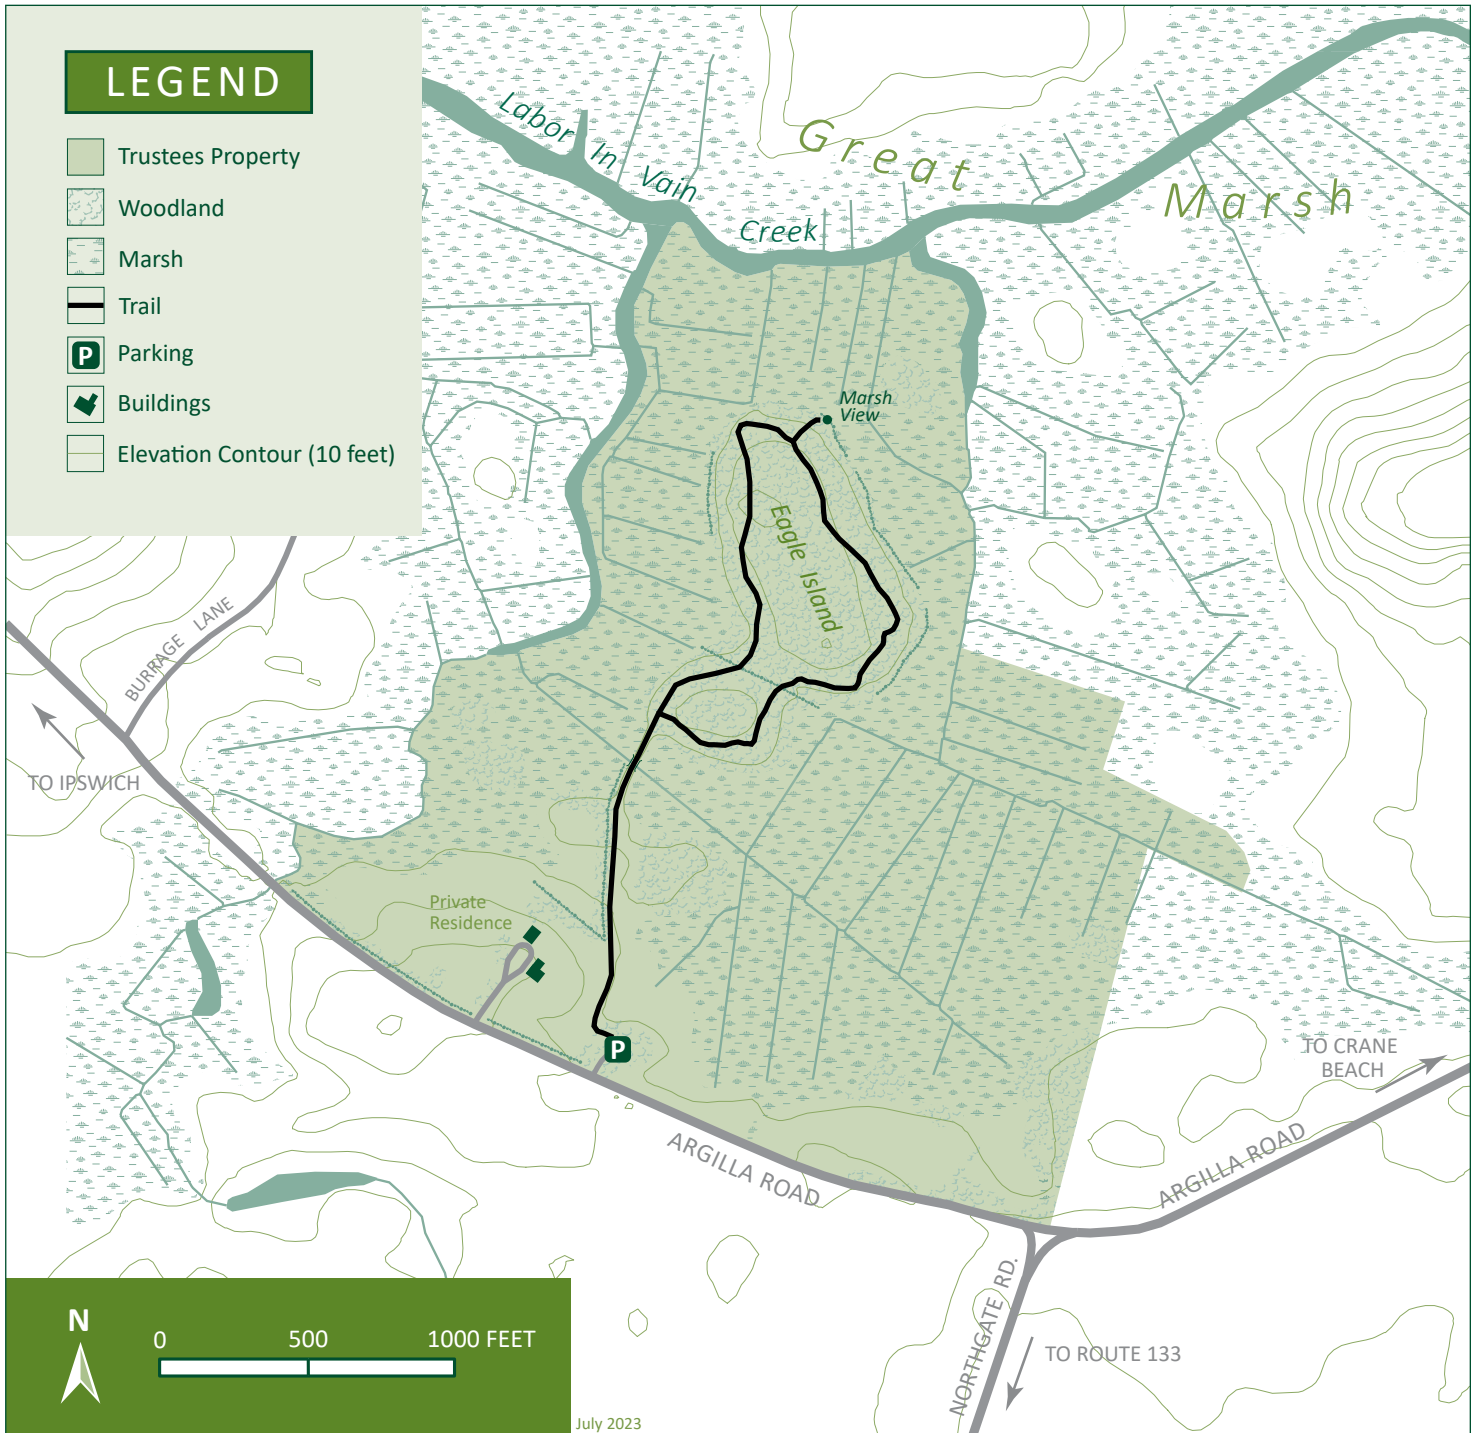 LEGEND
Trustees Property
Woodland
Marsh
Trail
P
Parking
Buildings
Elevation Contour (10 feet)
Labor In Vain Creek
Great Marsh
Marsh
View
Eagle Island
BURRAGE LANE
TO IPSWICH
Private
Residence
P
TO CRANE
BEACH
ARGILLA ROAD
ARGILLA ROAD
NORTHGATE RD.
TO ROUTE 133
N
0 500 1000 FEET
July 2023